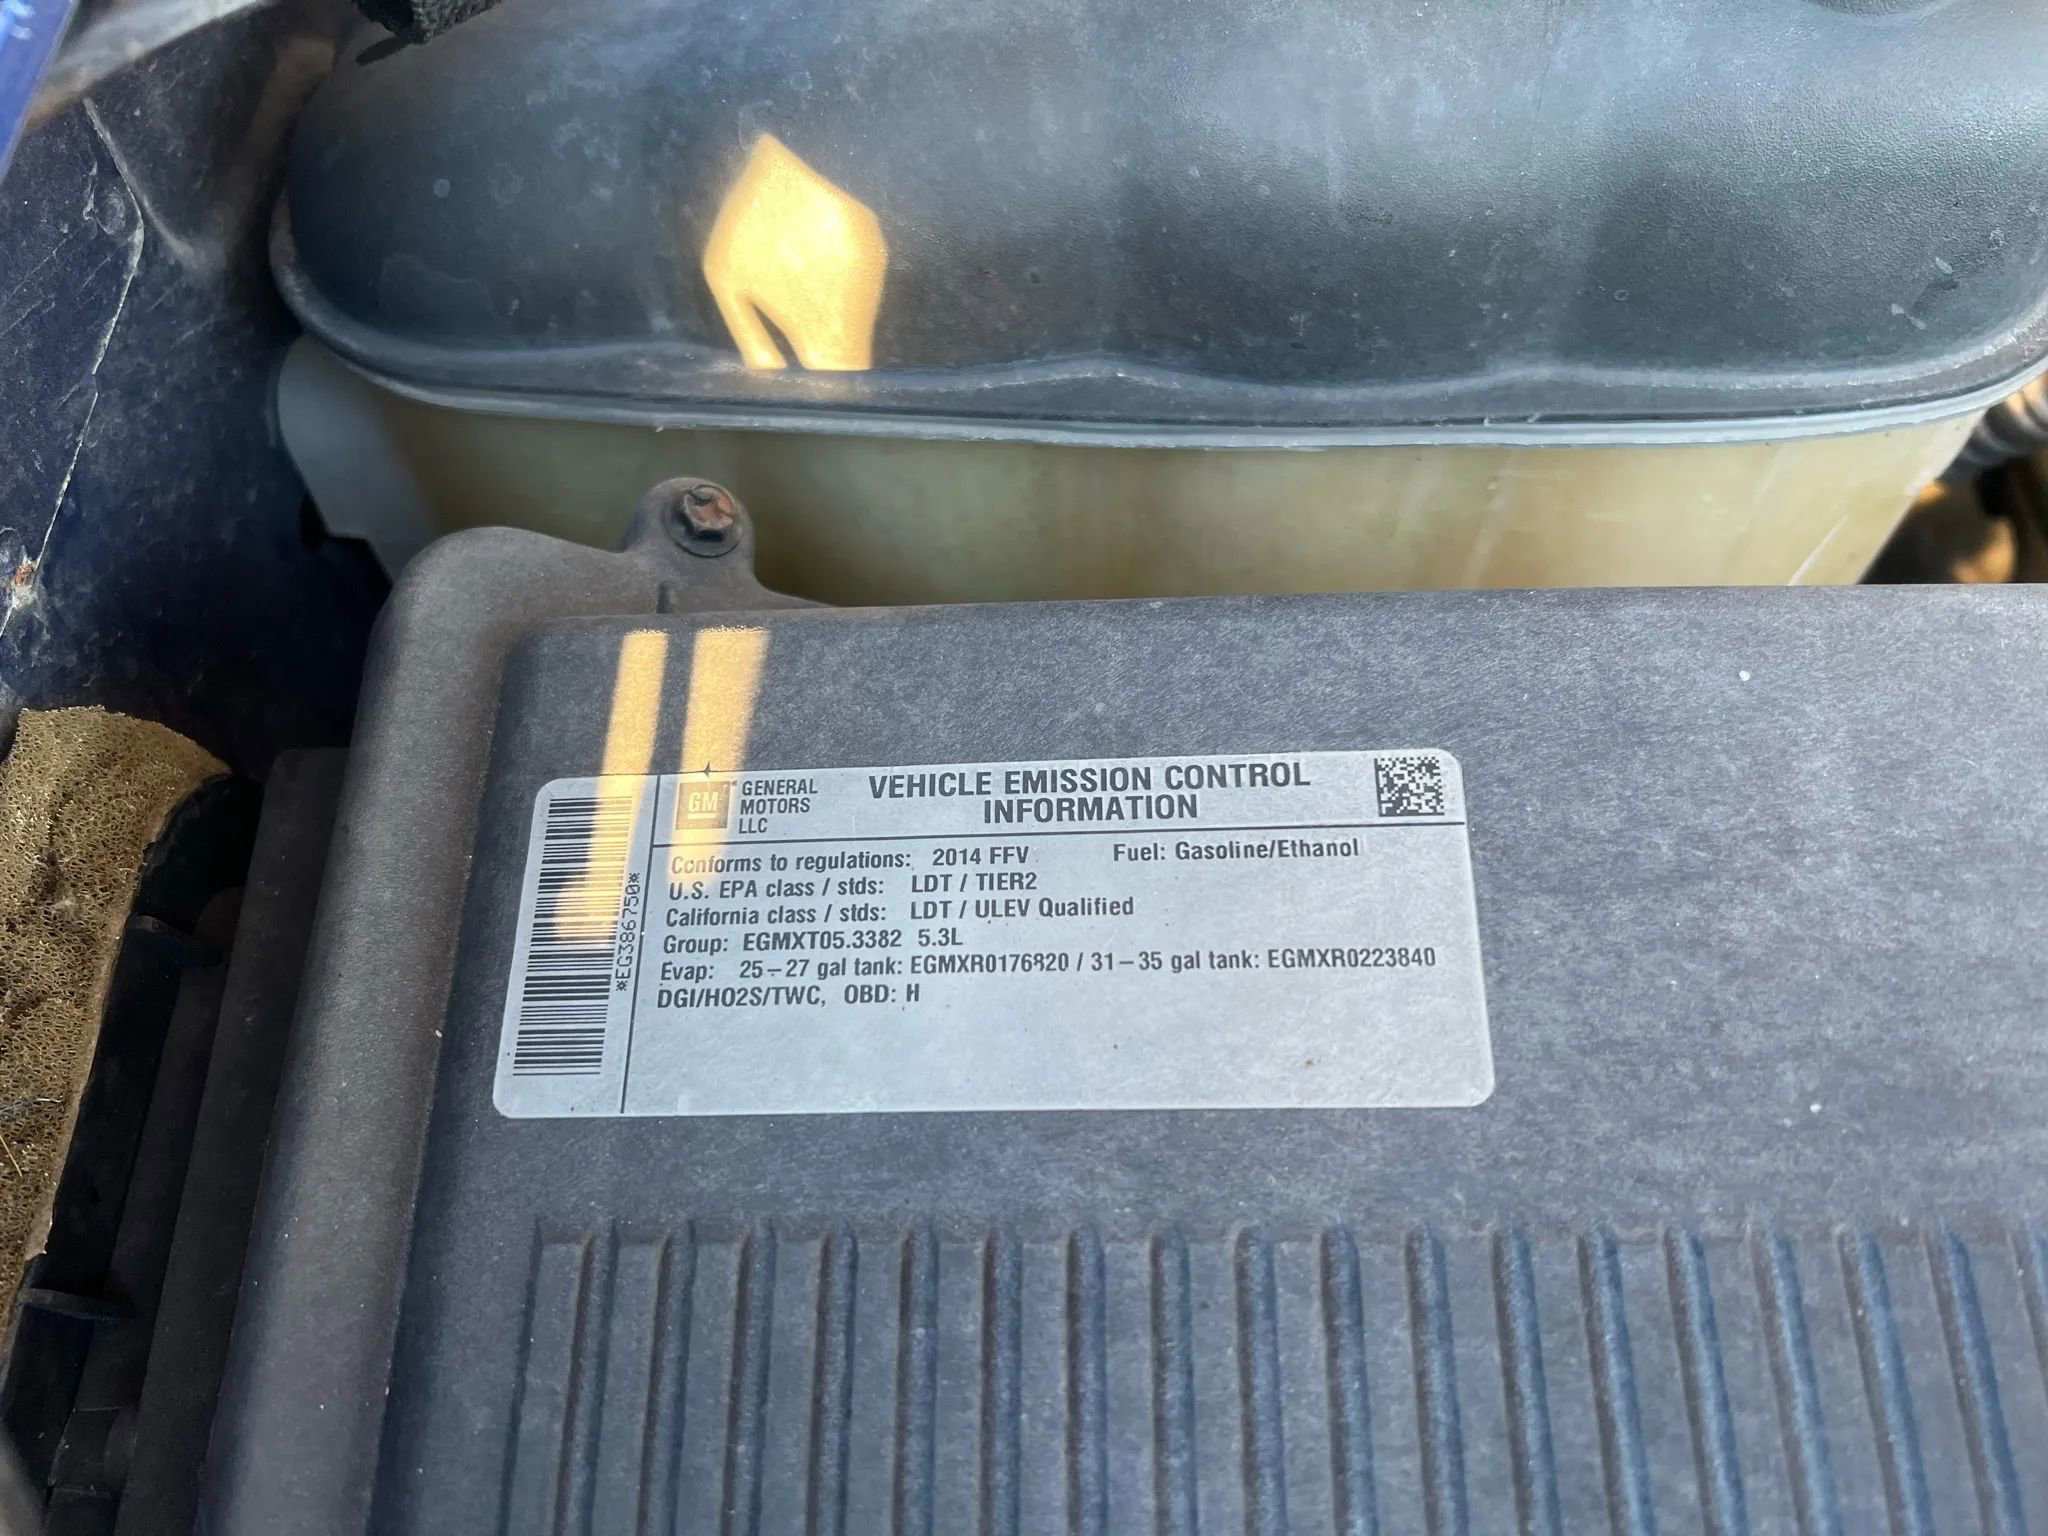 GM
GENERAL
MOTORS
LLC
VEHICLE EMISSION CONTROL
INFORMATION
Conforms to regulations: 2014 FFV Fuel: Gasoline/Ethanol
U.S. EPA class / stds: LDT / TIER2
California class / stds: LDT / ULEV Qualified
Group: EGMXT05.3382 5.3L
Evap: 25-27 gal tank: EGMXR0176820 / 31-35 gal tank: EGMXR0223840
DGI/HO2S/TWC, OBD: H
*EG386750*